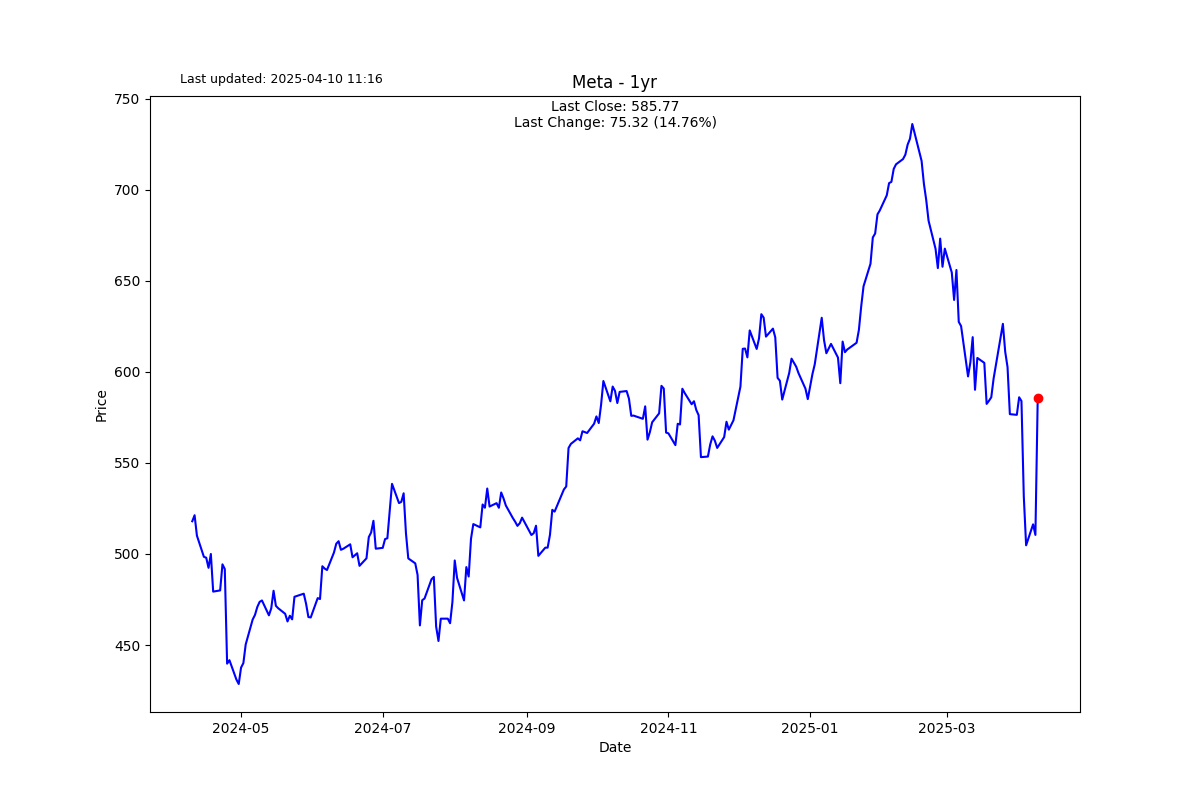 Last updated: 2025-04-10 11:16
Meta - 1yr
Last Close: 585.77
Last Change: 75.32 (14.76%)
750
700
650
600
550
500
450
Price
2024-05 2024-07 2024-09 2024-11 2025-01 2025-03
Date